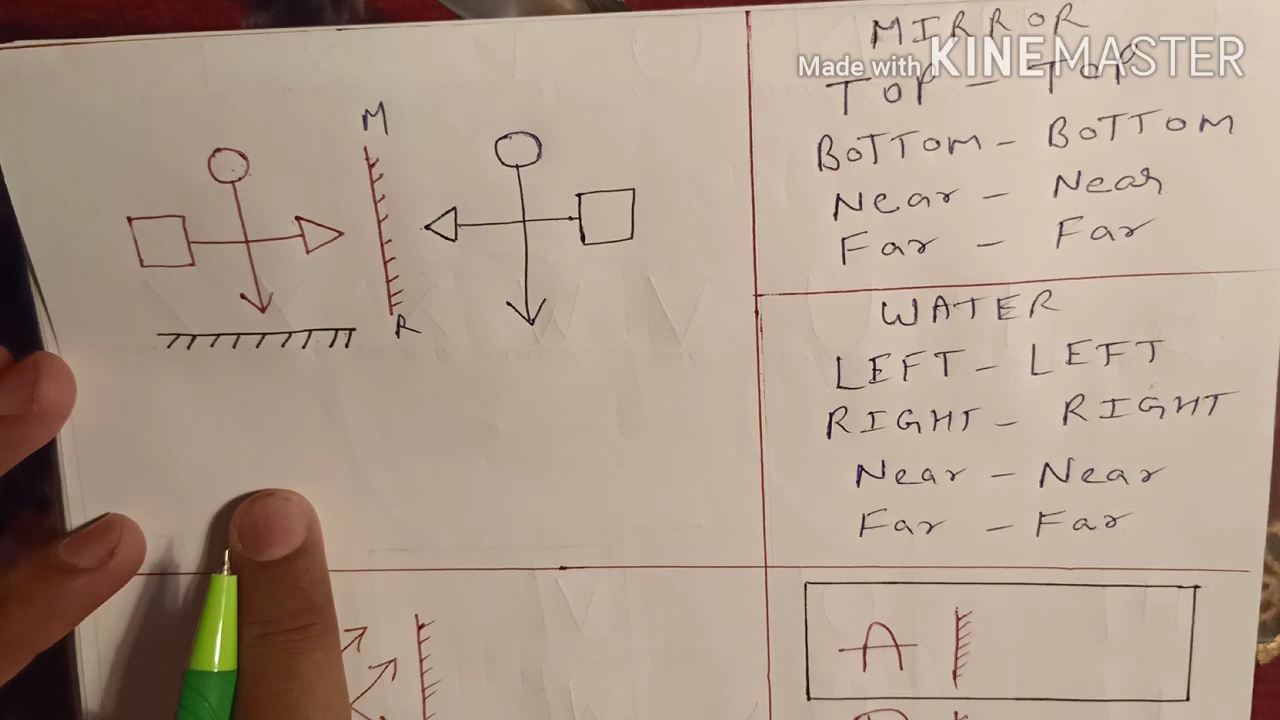 M
R
MIRROR
Made with KINEMASTER
TOP - TOP
BOTTOM - BOTTOM
Near - Near
Far - Far
WATER
LEFT - LEFT
RIGHT - RIGHT
Near - Near
Far - Far
A